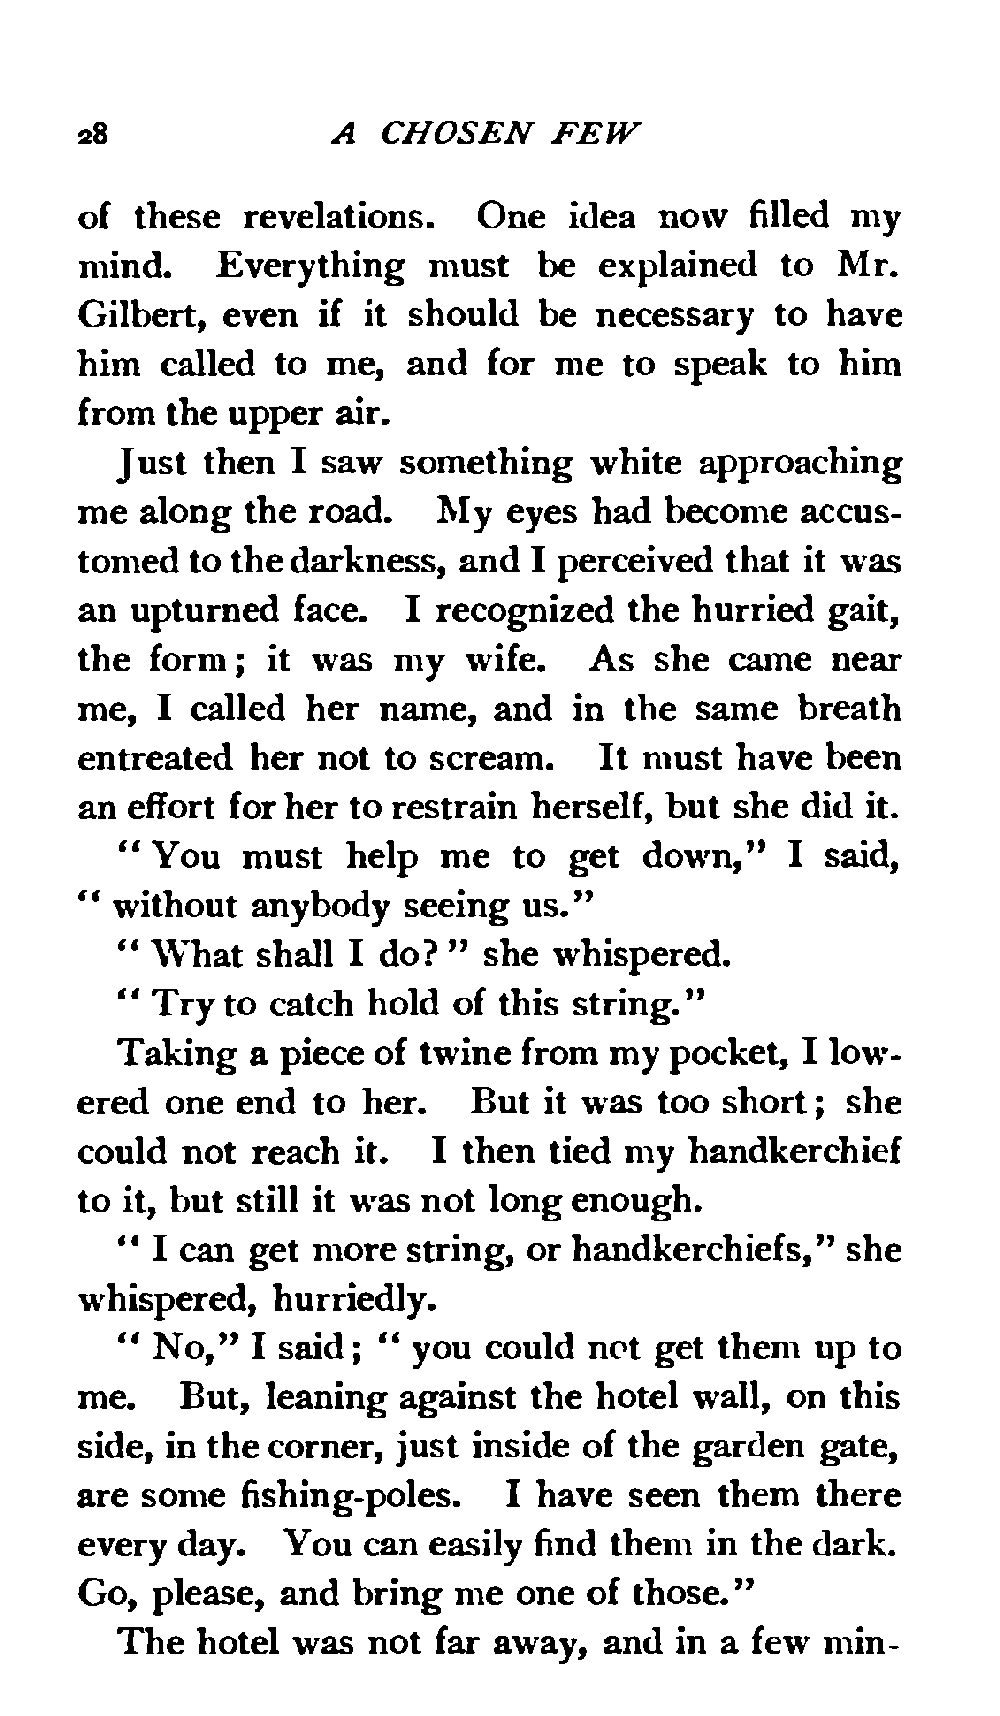 28 A CHOSEN FEW
of these revelations. One idea now filled my
mind. Everything must be explained to Mr.
Gilbert, even if it should be necessary to have
him called to me, and for me to speak to him
from the upper air.
Just then I saw something white approaching
me along the road. My eyes had become accus-
tomed to the darkness, and I perceived that it was
an upturned face. I recognized the hurried gait,
the form; it was my wife. As she came near
me, I called her name, and in the same breath
entreated her not to scream. It must have been
an effort for her to restrain herself, but she did it.
"You must help me to get down," I said,
"without anybody seeing us."
"What shall I do?" she whispered.
"Try to catch hold of this string."
Taking a piece of twine from my pocket, I low-
ered one end to her. But it was too short; she
could not reach it. I then tied my handkerchief
to it, but still it was not long enough.
"I can get more string, or handkerchiefs," she
whispered, hurriedly.
"No," I said; "you could not get them up to
me. But, leaning against the hotel wall, on this
side, in the corner, just inside of the garden gate,
are some fishing-poles. I have seen them there
every day. You can easily find them in the dark.
Go, please, and bring me one of those."
The hotel was not far away, and in a few min-